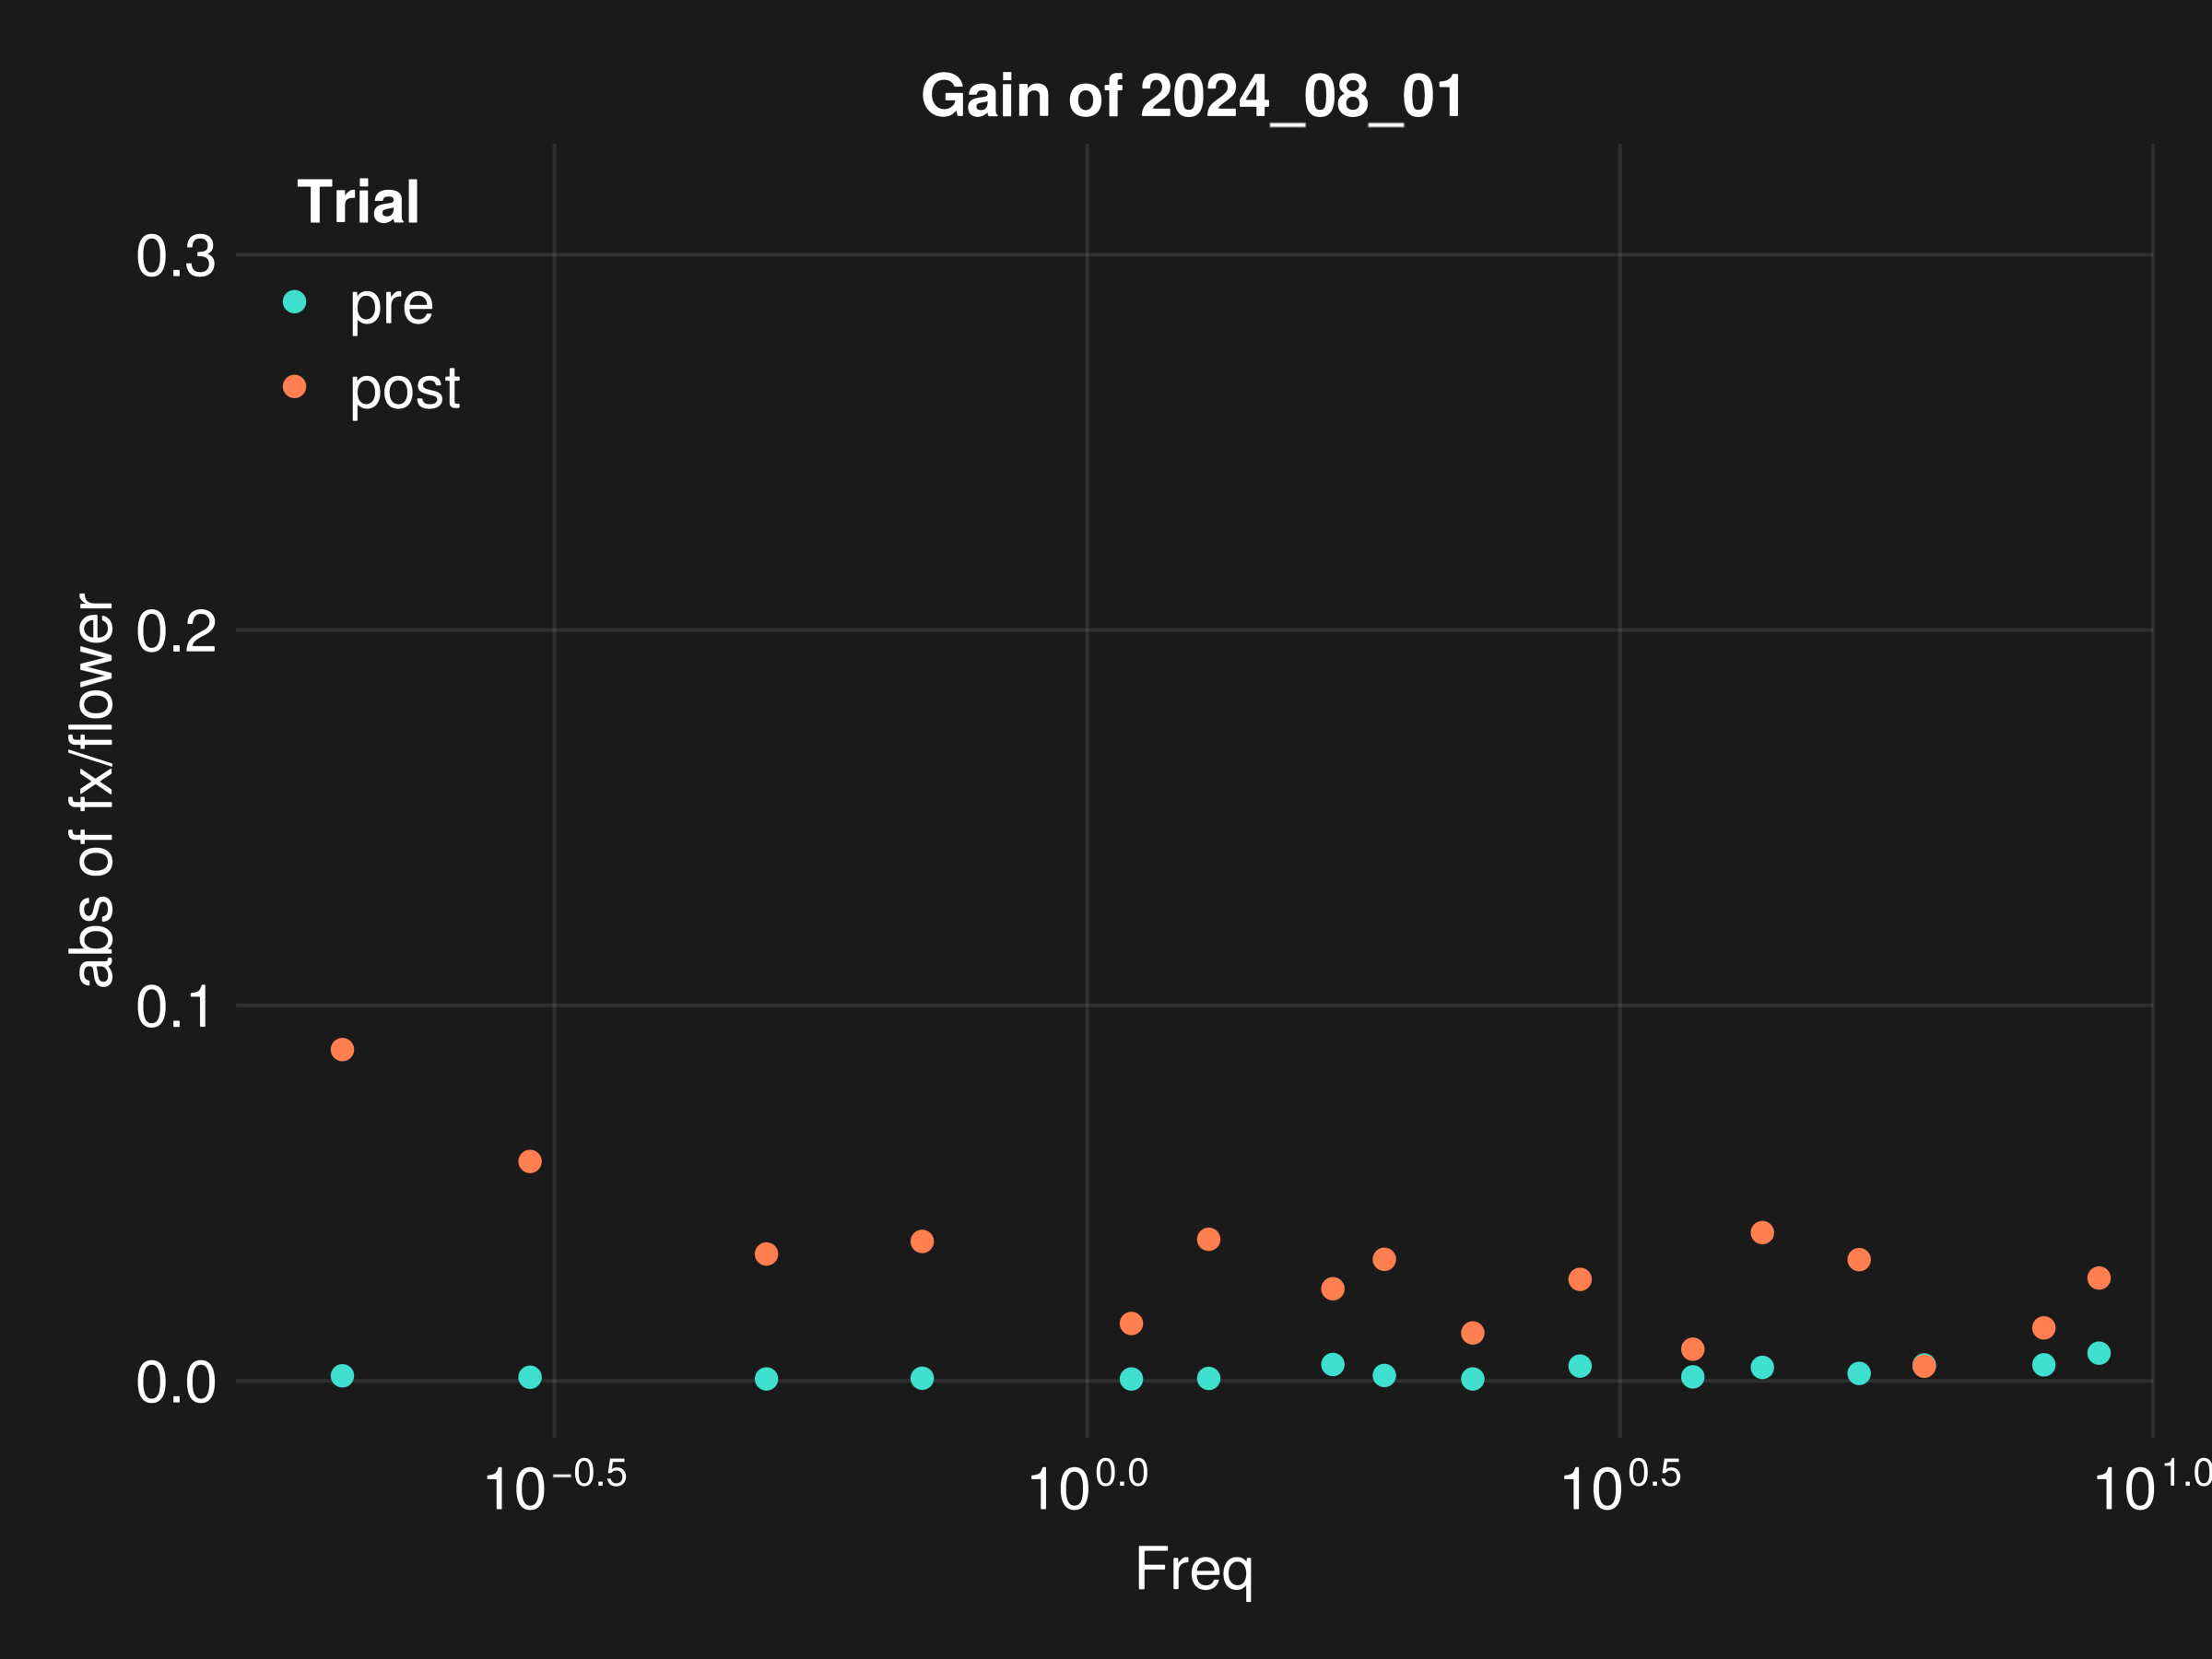 Gain of 2024_08_01
Trial
pre
post
0.3
0.2
0.1
0.0
abs of fx/flower
10^−0.5
10^0.0
10^0.5
10^1.0
Freq